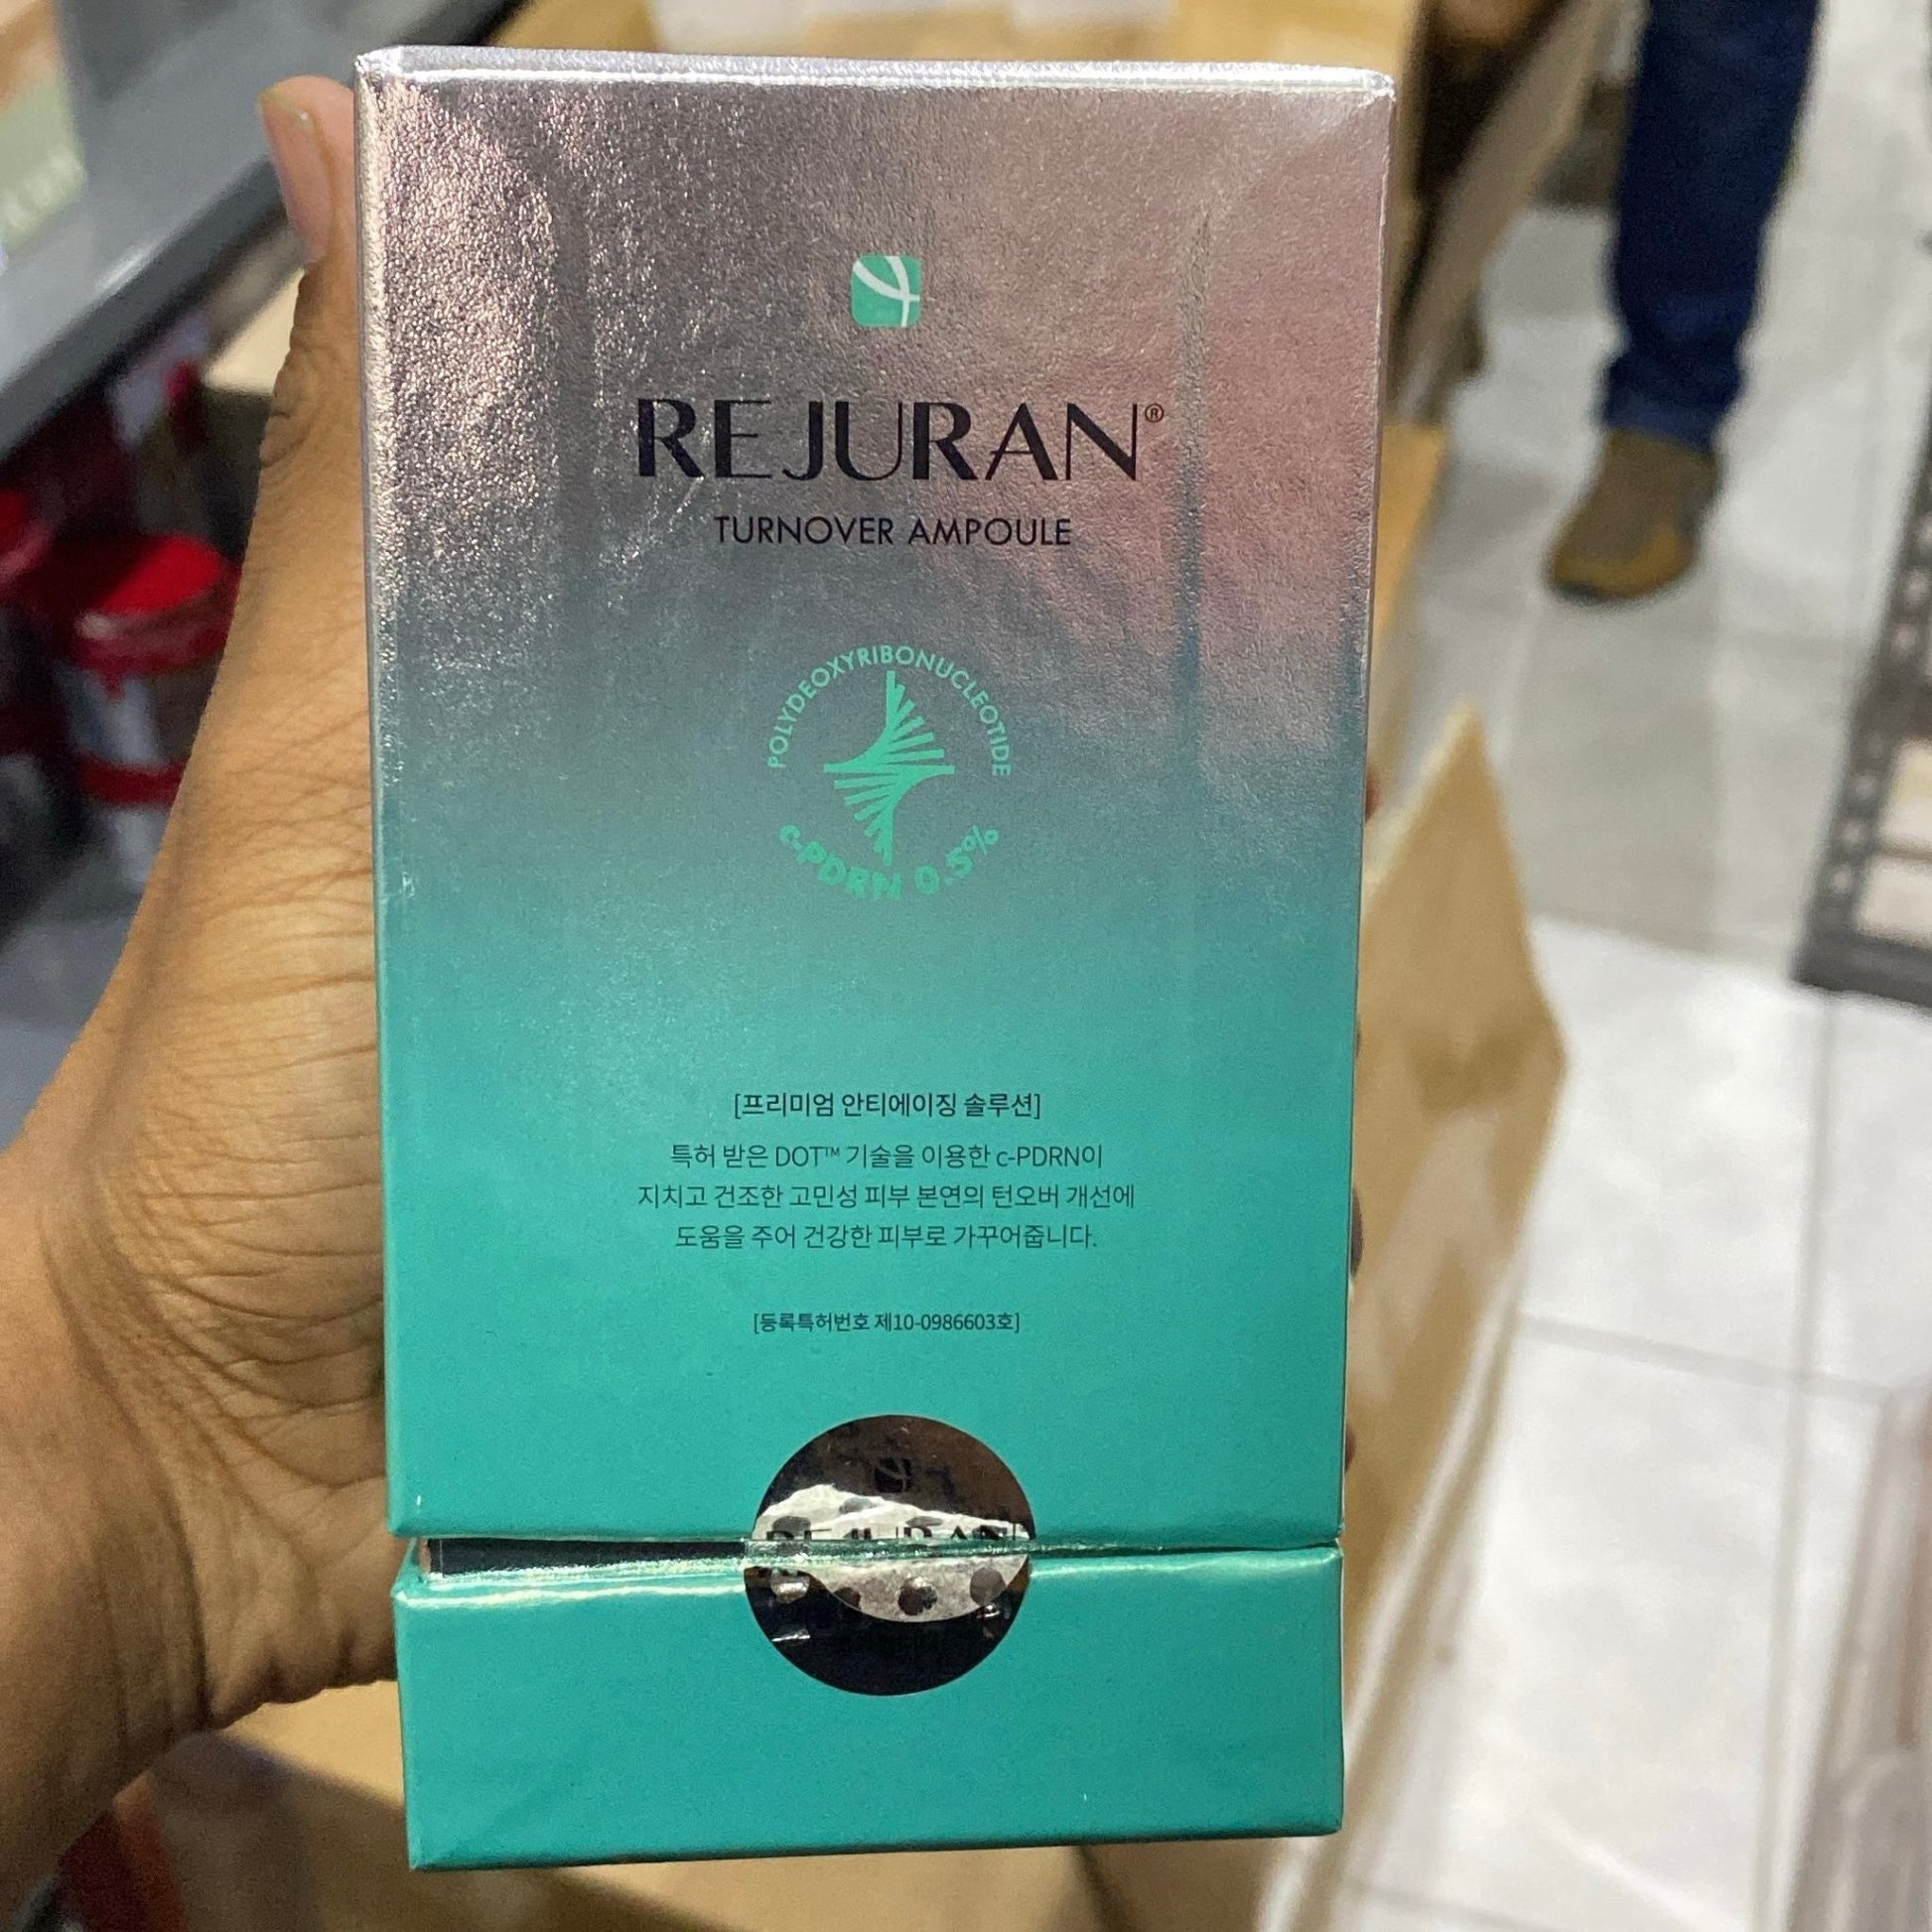 REJURAN®
TURNOVER AMPOULE
POLYDEOXYRIBONUCLEOTIDE
c-PDRN 0.5%
[프리미엄 안티에이징 솔루션]
특허 받은 DOT™ 기술을 이용한 c-PDRN이
지치고 건조한 고민성 피부 본연의 턴오버 개선에
도움을 주어 건강한 피부로 가꾸어줍니다.
[등록특허번호 제10-0986603호]
REJURAN